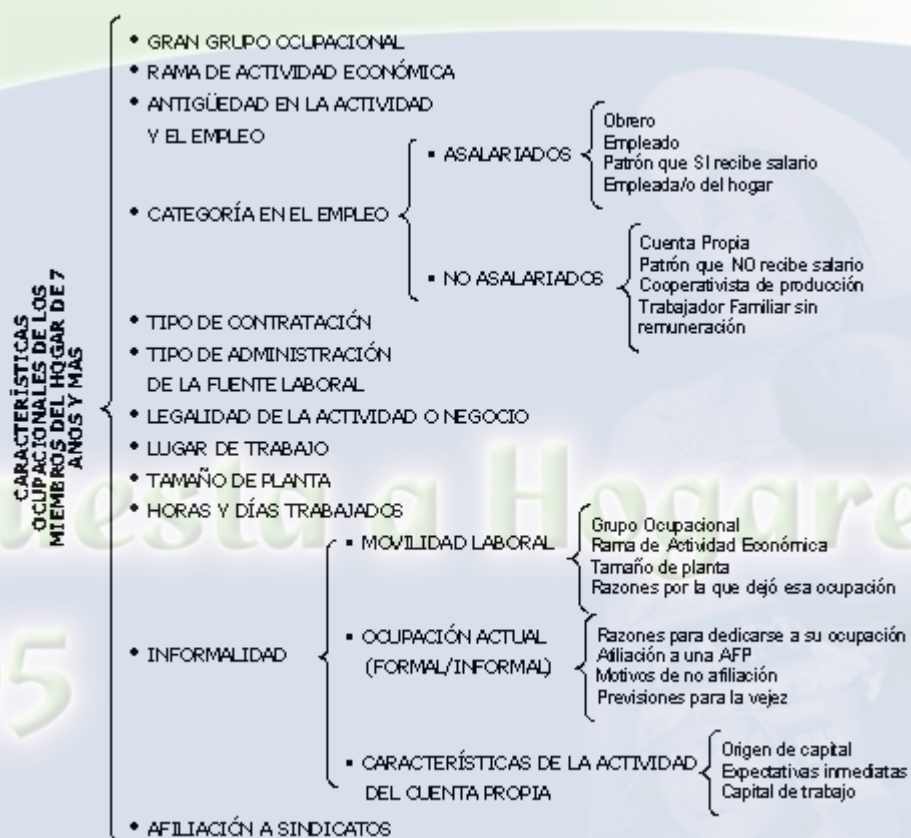 CARACTERÍSTICAS
OCUPACIONALES DE LOS
MIEMBROS DEL HOGAR DE 7
AÑOS Y MÁS
• GRAN GRUPO OCUPACIONAL
• RAMA DE ACTIVIDAD ECONÓMICA
• ANTIGÜEDAD EN LA ACTIVIDAD
Y EL EMPLEO
• CATEGORÍA EN EL EMPLEO
▪ ASALARIADOS
Obrero
Empleado
Patrón que SI recibe salario
Empleada/o del hogar
▪ NO ASALARIADOS
Cuenta Propia
Patrón que NO recibe salario
Cooperativista de producción
Trabajador Familiar sin
remuneración
• TIPO DE CONTRATACIÓN
• TIPO DE ADMINISTRACIÓN
DE LA FUENTE LABORAL
• LEGALIDAD DE LA ACTIVIDAD O NEGOCIO
• LUGAR DE TRABAJO
• TAMAÑO DE PLANTA
• HORAS Y DÍAS TRABAJADOS
• INFORMALIDAD
▪ MOVILIDAD LABORAL
Grupo Ocupacional
Rama de Actividad Económica
Tamaño de planta
Razones por la que dejó esa ocupación
▪ OCUPACIÓN ACTUAL
(FORMAL/INFORMAL)
Razones para dedicarse a su ocupación
Afiliación a una AFP
Motivos de no afiliación
Previsiones para la vejez
▪ CARACTERÍSTICAS DE LA ACTIVIDAD
DEL CUENTA PROPIA
Origen de capital
Expectativas inmediatas
Capital de trabajo
• AFILIACIÓN A SINDICATOS
uesta a Hogare
5